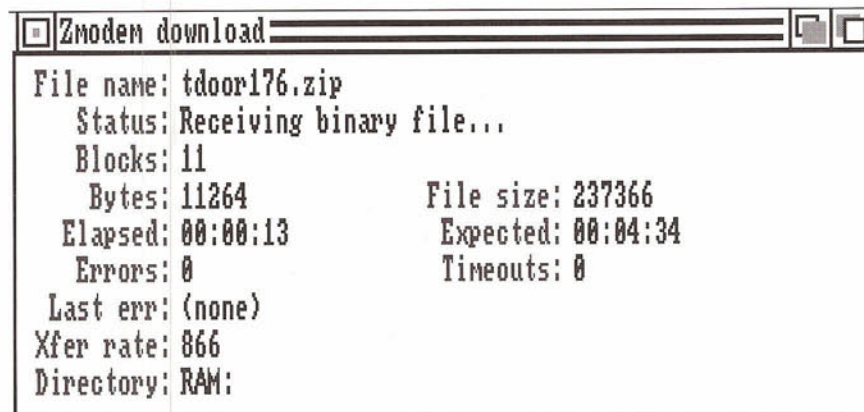 Zmodem download
File name: tdoor176.zip
Status: Receiving binary file...
Blocks: 11
Bytes: 11264 File size: 237366
Elapsed: 00:00:13 Expected: 00:04:34
Errors: 0 Timeouts: 0
Last err: (none)
Xfer rate: 866
Directory: RAM: